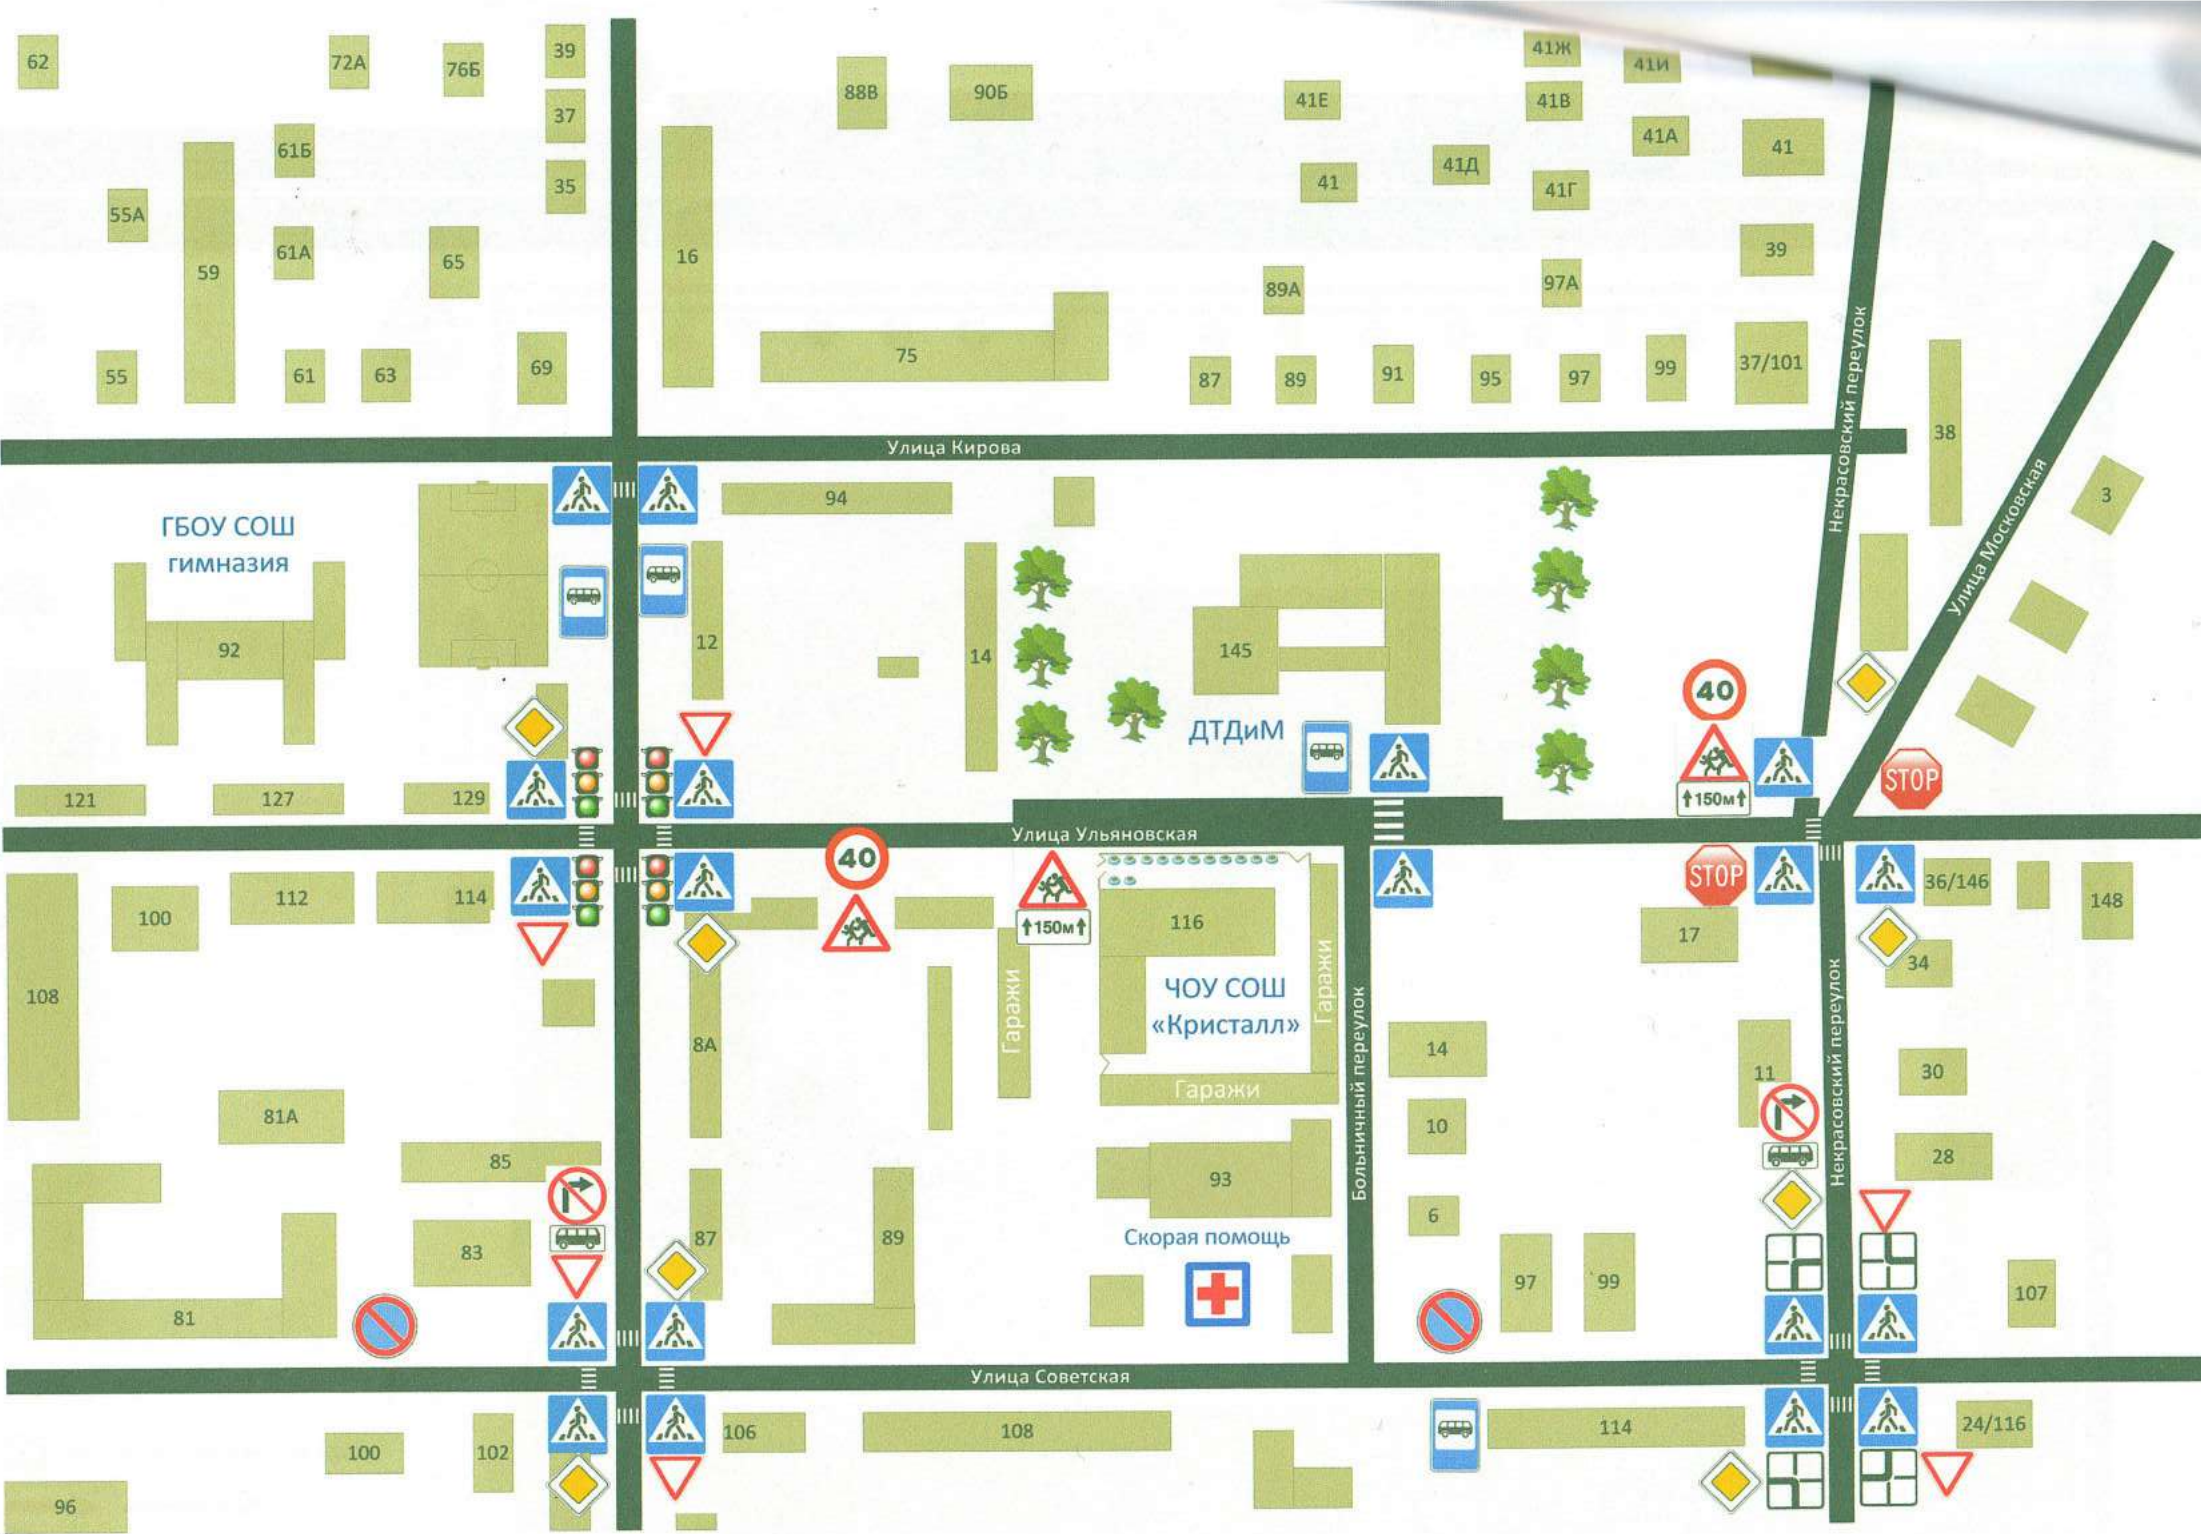 62
72А
76Б
39
37
35
61Б
55А
59
61А
65
55
61
63
69
16
88В
90Б
75
41Е
41Ж
41И
41В
41А
41
41Д
41
41Г
39
89А
97А
87
89
91
95
97
99
37/101
38
3
Улица Кирова
Некрасовский переулок
Улица Московская
ГБОУ СОШ
гимназия
92
94
12
14
145
ДТДиМ
40
150м
STOP
121
127
129
Улица Ульяновская
40
150м
STOP
36/146
148
100
112
114
108
116
17
34
ЧОУ СОШ
«Кристалл»
Гаражи
Гаражи
Гаражи
Больничный переулок
Некрасовский переулок
8А
14
11
30
81А
10
28
85
93
6
83
87
89
Скорая помощь
97
99
107
81
Улица Советская
100
102
106
108
114
24/116
96